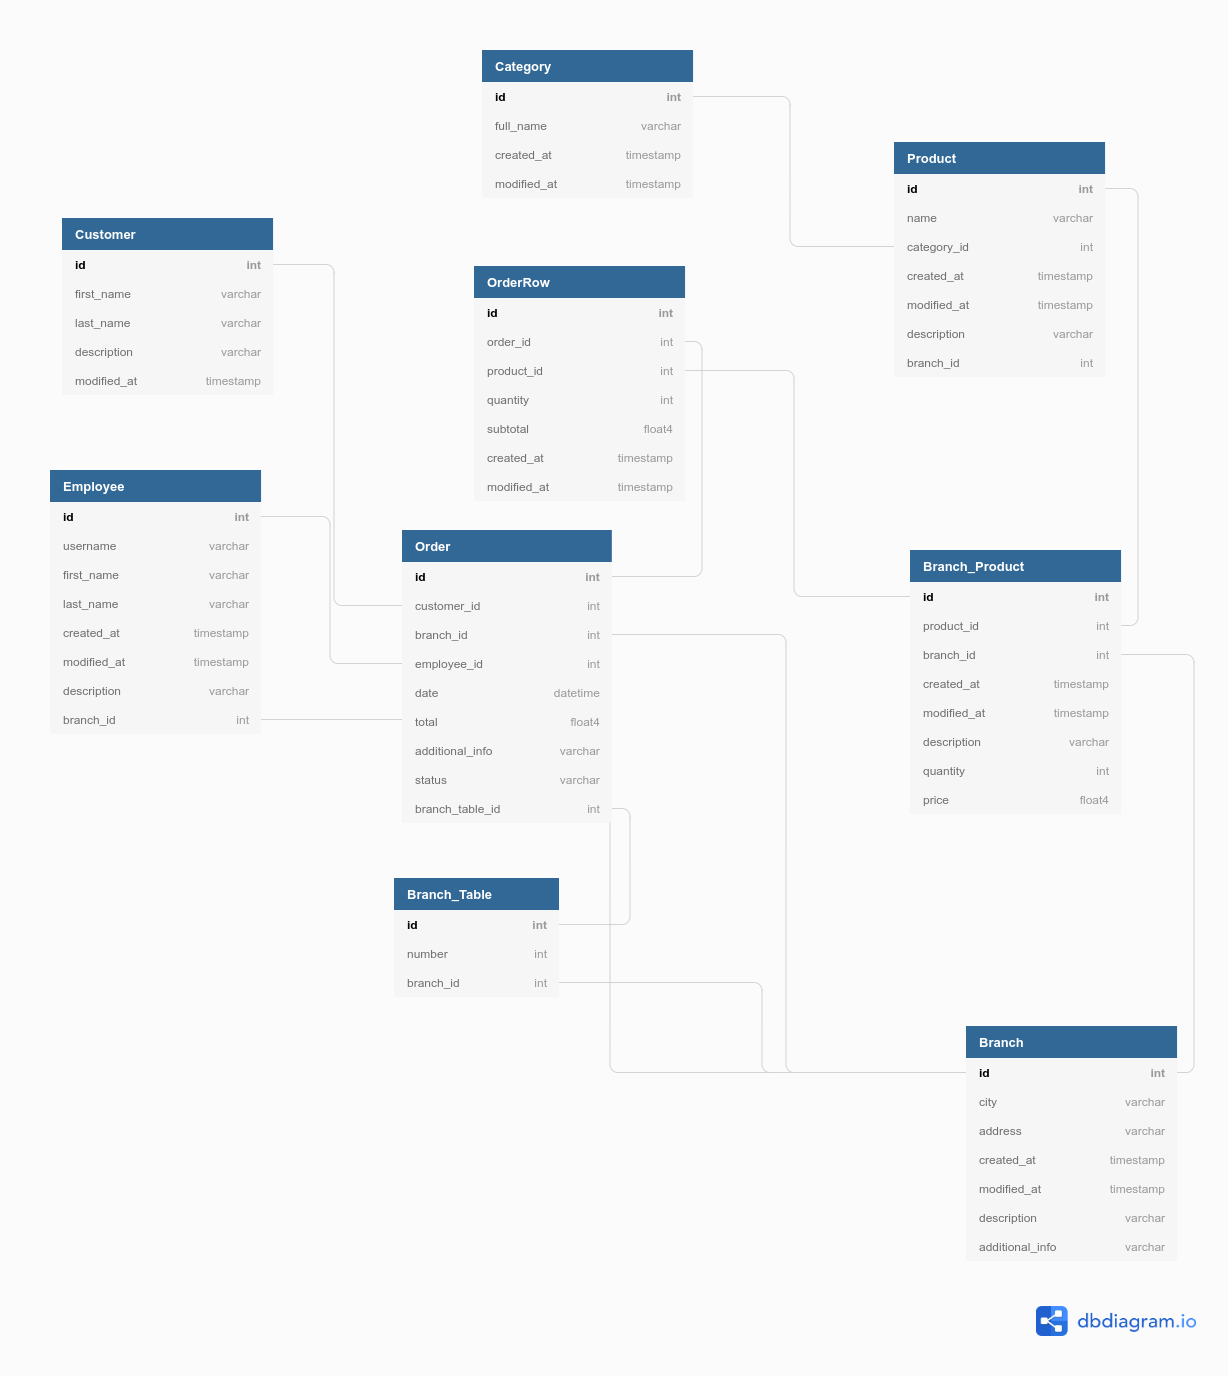 Category
id int
full_name varchar
created_at timestamp
modified_at timestamp
Product
id int
name varchar
category_id int
created_at timestamp
modified_at timestamp
description varchar
branch_id int
Customer
id int
first_name varchar
last_name varchar
description varchar
modified_at timestamp
OrderRow
id int
order_id int
product_id int
quantity int
subtotal float4
created_at timestamp
modified_at timestamp
Employee
id int
username varchar
first_name varchar
last_name varchar
created_at timestamp
modified_at timestamp
description varchar
branch_id int
Order
id int
customer_id int
branch_id int
employee_id int
date datetime
total float4
additional_info varchar
status varchar
branch_table_id int
Branch_Product
id int
product_id int
branch_id int
created_at timestamp
modified_at timestamp
description varchar
quantity int
price float4
Branch_Table
id int
number int
branch_id int
Branch
id int
city varchar
address varchar
created_at timestamp
modified_at timestamp
description varchar
additional_info varchar
dbdiagram.io